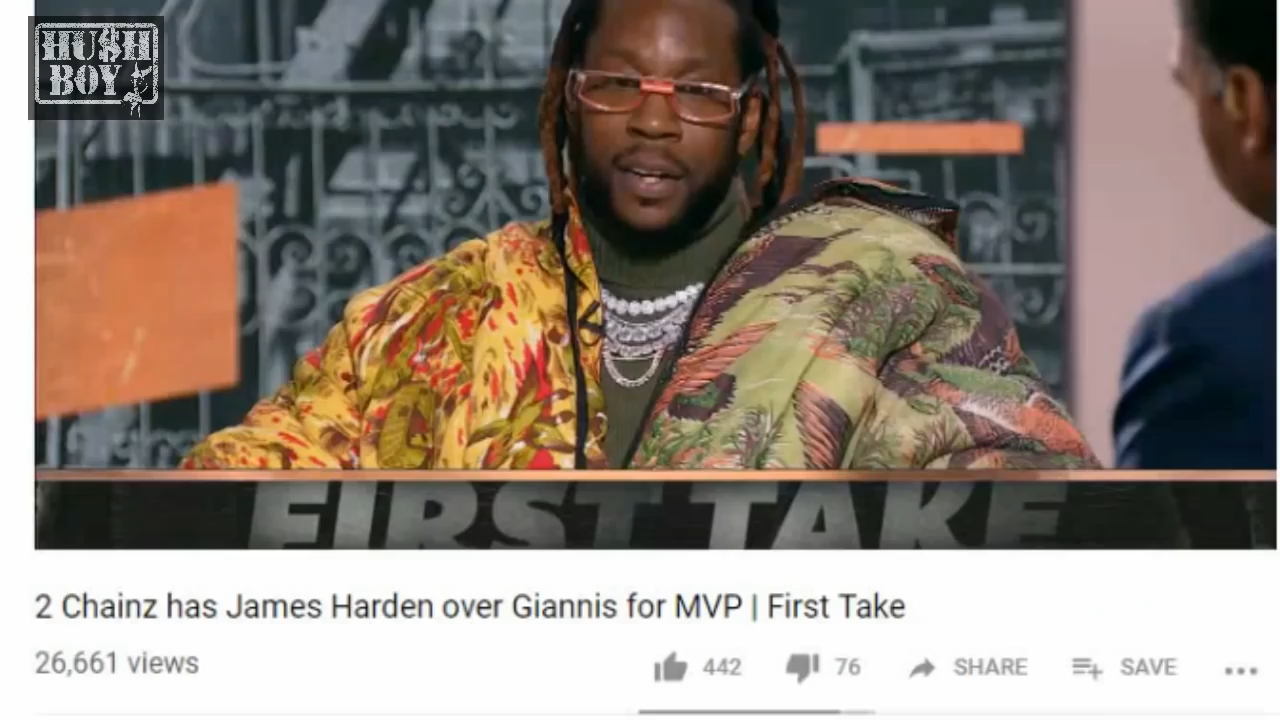 HU$H
BOY
FIRST TAKE
2 Chainz has James Harden over Giannis for MVP | First Take
26,661 views
442
76
SHARE
SAVE